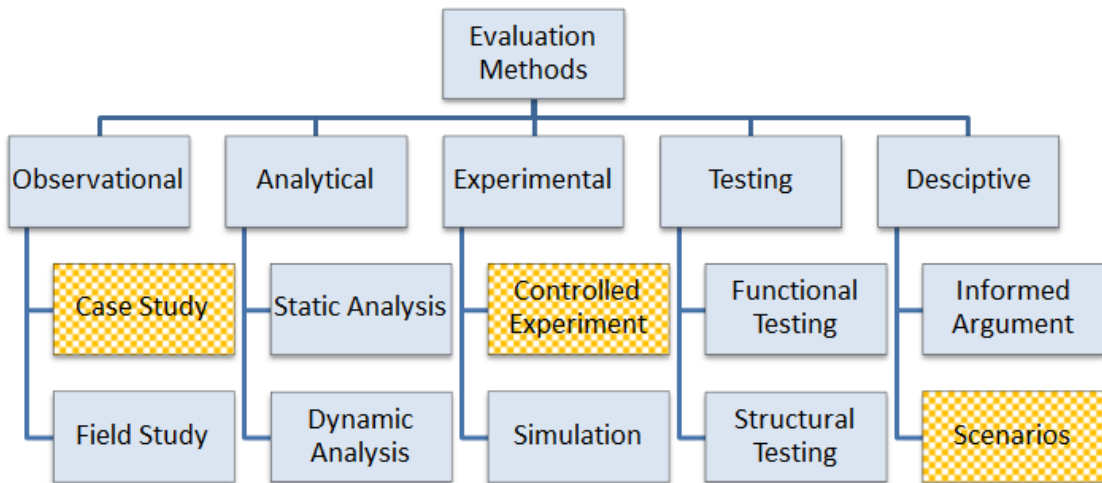 Evaluation
Methods
Observational
Analytical
Experimental
Testing
Desciptive
Case Study
Static Analysis
Controlled
Experiment
Functional
Testing
Informed
Argument
Field Study
Dynamic
Analysis
Simulation
Structural
Testing
Scenarios